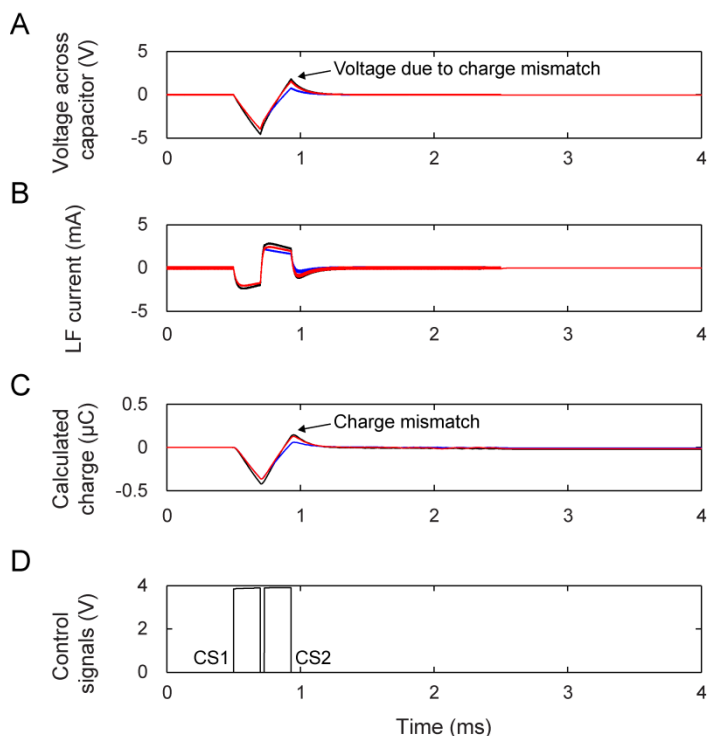 A
Voltage across
capacitor (V)
5
0
-5
Voltage due to charge mismatch
0
1
2
3
4
B
LF current (mA)
5
0
-5
0
1
2
3
4
C
Calculated
charge (µC)
0.5
0
-0.5
Charge mismatch
0
1
2
3
4
D
Control
signals (V)
4
2
0
CS1
CS2
0
1
2
3
4
Time (ms)